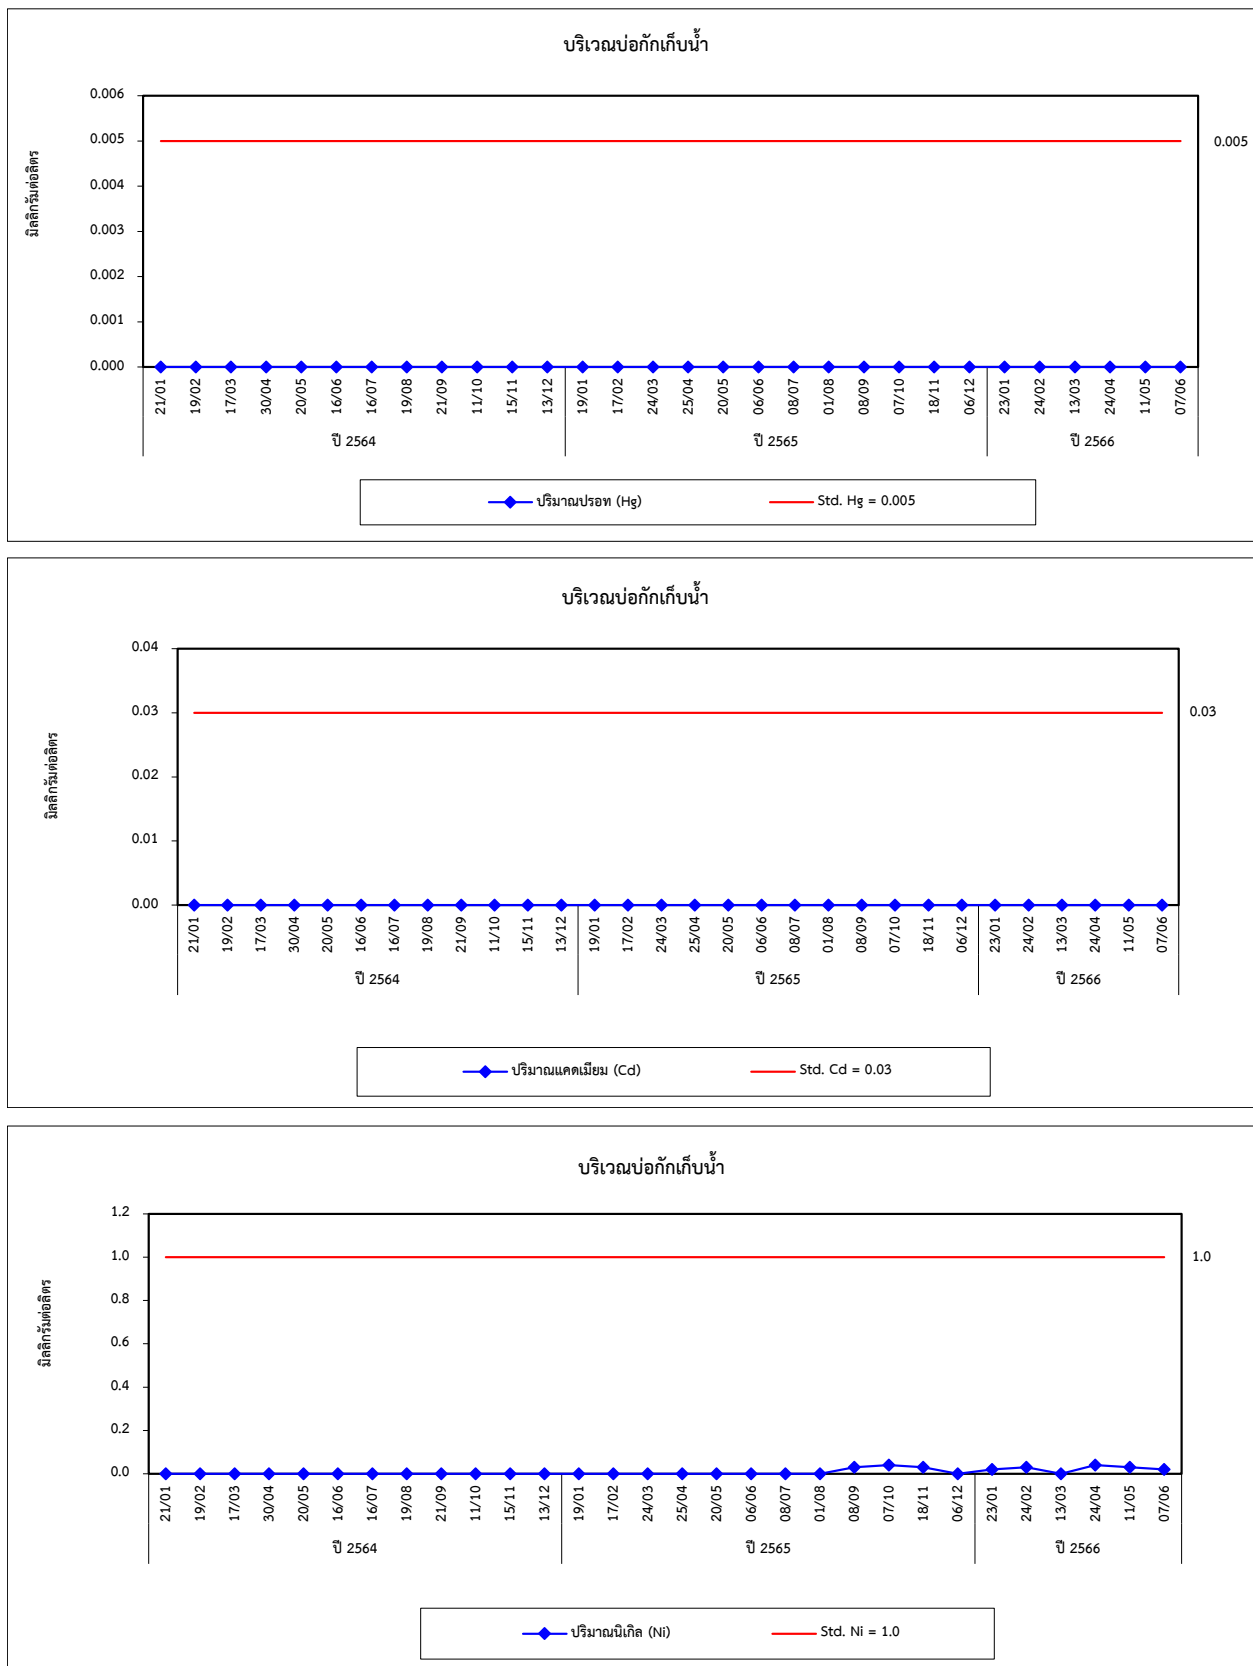 บริเวณบ่อกักเก็บน้ำ
มิลลิกรัมต่อลิตร
0.006
0.005
0.004
0.003
0.002
0.001
0.000
0.005
21/01 19/02 17/03 30/04 20/05 16/06 16/07 19/08 21/09 11/10 15/11 13/12 19/01 17/02 24/03 25/04 20/05 06/06 08/07 01/08 08/09 07/10 18/11 06/12 23/01 24/02 13/03 24/04 11/05 07/06
ปี 2564 ปี 2565 ปี 2566
ปริมาณปรอท (Hg) Std. Hg = 0.005
บริเวณบ่อกักเก็บน้ำ
มิลลิกรัมต่อลิตร
0.04
0.03
0.02
0.01
0.00
0.03
21/01 19/02 17/03 30/04 20/05 16/06 16/07 19/08 21/09 11/10 15/11 13/12 19/01 17/02 24/03 25/04 20/05 06/06 08/07 01/08 08/09 07/10 18/11 06/12 23/01 24/02 13/03 24/04 11/05 07/06
ปี 2564 ปี 2565 ปี 2566
ปริมาณแคดเมียม (Cd) Std. Cd = 0.03
บริเวณบ่อกักเก็บน้ำ
มิลลิกรัมต่อลิตร
1.2
1.0
0.8
0.6
0.4
0.2
0.0
1.0
21/01 19/02 17/03 30/04 20/05 16/06 16/07 19/08 21/09 11/10 15/11 13/12 19/01 17/02 24/03 25/04 20/05 06/06 08/07 01/08 08/09 07/10 18/11 06/12 23/01 24/02 13/03 24/04 11/05 07/06
ปี 2564 ปี 2565 ปี 2566
ปริมาณนิเกิล (Ni) Std. Ni = 1.0